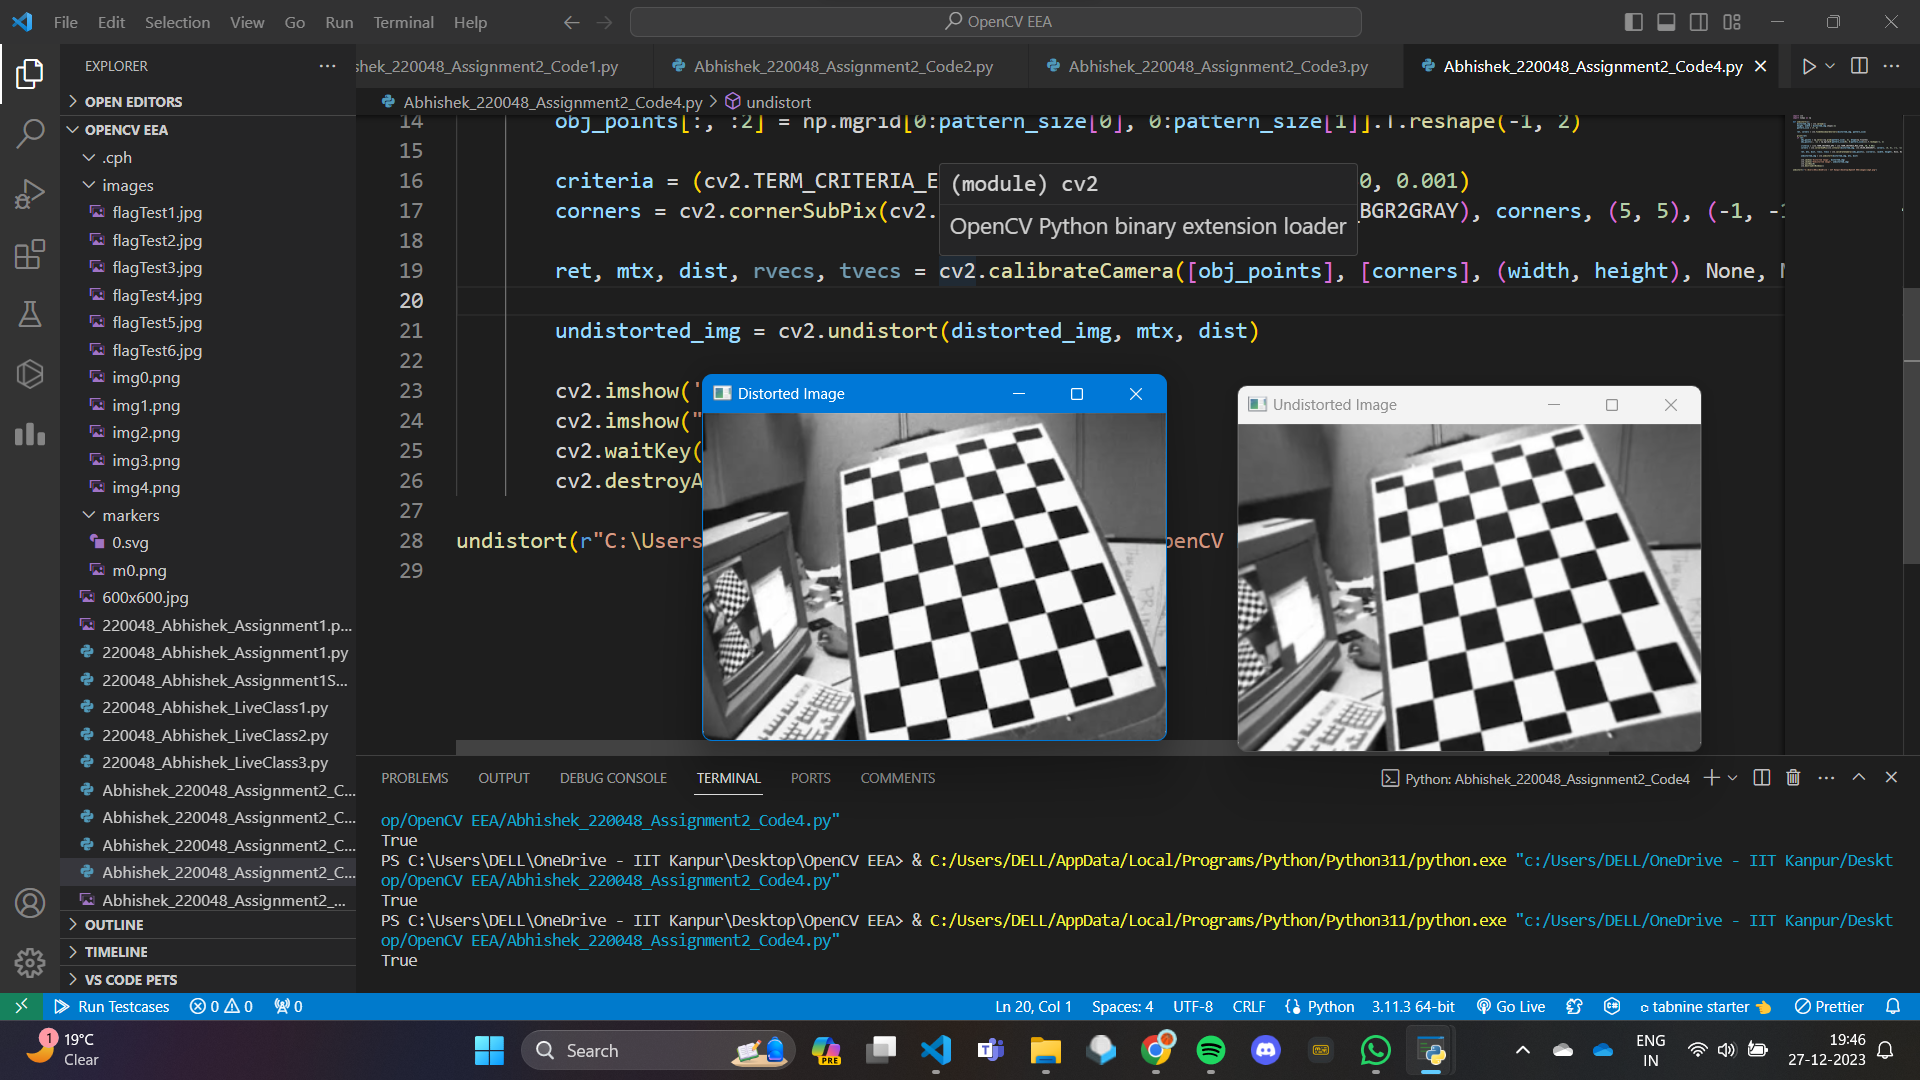 File Edit Selection View Go Run Terminal Help
OpenCV EEA
EXPLORER
OPEN EDITORS
OPENCV EEA
.cph
images
flagTest1.jpg
flagTest2.jpg
flagTest3.jpg
flagTest4.jpg
flagTest5.jpg
flagTest6.jpg
img0.png
img1.png
img2.png
img3.png
img4.png
markers
0.svg
m0.png
600x600.jpg
220048_Abhishek_Assignment1.p...
220048_Abhishek_Assignment1.py
220048_Abhishek_Assignment1S...
220048_Abhishek_LiveClass1.py
220048_Abhishek_LiveClass2.py
220048_Abhishek_LiveClass3.py
Abhishek_220048_Assignment2_C...
Abhishek_220048_Assignment2_C...
Abhishek_220048_Assignment2_C...
Abhishek_220048_Assignment2_C...
Abhishek_220048_Assignment2_...
OUTLINE
TIMELINE
VS CODE PETS
shek_220048_Assignment2_Code1.py Abhishek_220048_Assignment2_Code2.py Abhishek_220048_Assignment2_Code3.py Abhishek_220048_Assignment2_Code4.py
Abhishek_220048_Assignment2_Code4.py > undistort
14 obj_points[:, :2] = np.mgrid[0:pattern_size[0], 0:pattern_size[1]].T.reshape(-1, 2)
15
16 criteria = (cv2.TERM_CRITERIA_E 0, 0.001)
17 corners = cv2.cornerSubPix(cv2. _BGR2GRAY), corners, (5, 5), (-1, -1
(module) cv2
OpenCV Python binary extension loader
18
19 ret, mtx, dist, rvecs, tvecs = cv2.calibrateCamera([obj_points], [corners], (width, height), None, N
20
21 undistorted_img = cv2.undistort(distorted_img, mtx, dist)
22
23 cv2.imshow('
24 cv2.imshow("
25 cv2.waitKey(
26 cv2.destroyA
27
28 undistort(r"C:\Users penCV
29
Distorted Image
Undistorted Image
PROBLEMS OUTPUT DEBUG CONSOLE TERMINAL PORTS COMMENTS
Python: Abhishek_220048_Assignment2_Code4
op/OpenCV EEA/Abhishek_220048_Assignment2_Code4.py"
True
PS C:\Users\DELL\OneDrive - IIT Kanpur\Desktop\OpenCV EEA> & C:/Users/DELL/AppData/Local/Programs/Python/Python311/python.exe "c:/Users/DELL/OneDrive - IIT Kanpur/Deskt
op/OpenCV EEA/Abhishek_220048_Assignment2_Code4.py"
True
PS C:\Users\DELL\OneDrive - IIT Kanpur\Desktop\OpenCV EEA> & C:/Users/DELL/AppData/Local/Programs/Python/Python311/python.exe "c:/Users/DELL/OneDrive - IIT Kanpur/Deskt
op/OpenCV EEA/Abhishek_220048_Assignment2_Code4.py"
True
Run Testcases 0 0 0
Ln 20, Col 1 Spaces: 4 UTF-8 CRLF Python 3.11.3 64-bit Go Live tabnine starter Prettier
1 19°C
Clear
Search
PRE
ENG
IN
19:46
27-12-2023